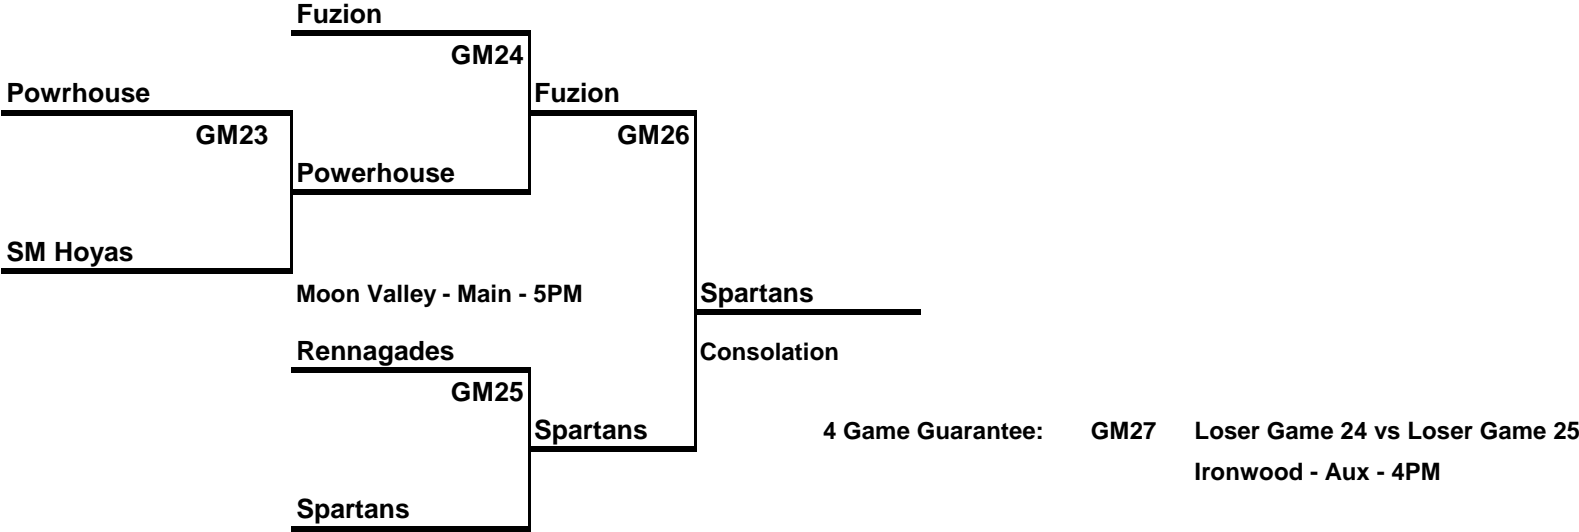 Fuzion
GM24
Powrhouse
Fuzion
GM23
GM26
Powerhouse
SM Hoyas
Moon Valley - Main - 5PM
Spartans
Rennagades
Consolation
GM25
Spartans
4 Game Guarantee: GM27 Loser Game 24 vs Loser Game 25
Ironwood - Aux - 4PM
Spartans